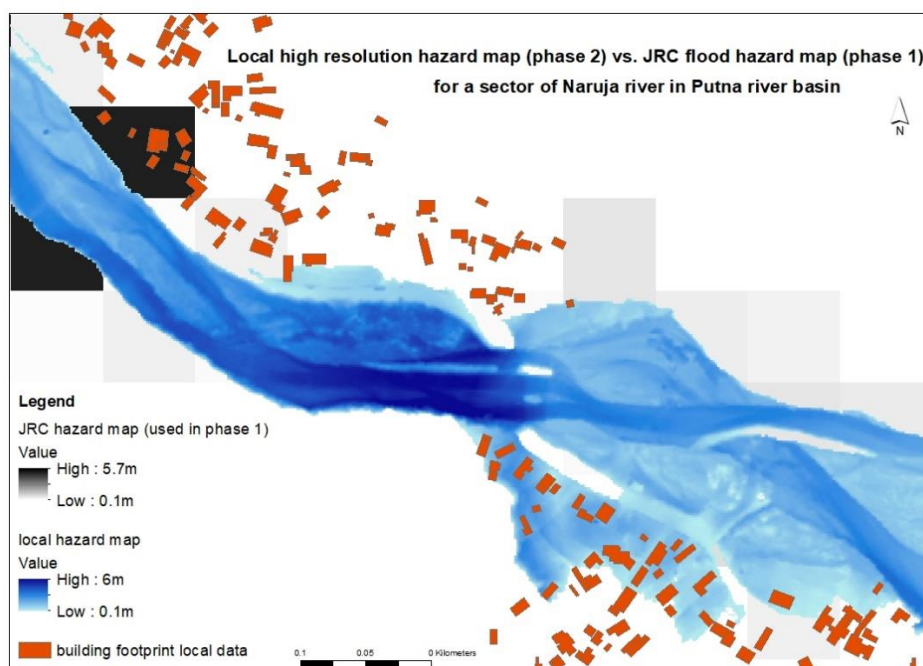 Local high resolution hazard map (phase 2) vs. JRC flood hazard map (phase 1)
for a sector of Naruja river in Putna river basin
N
Legend
JRC hazard map (used in phase 1)
Value
High : 5.7m
Low : 0.1m
local hazard map
Value
High : 6m
Low : 0.1m
building footprint local data
0.1 0.05 0 Kilometers